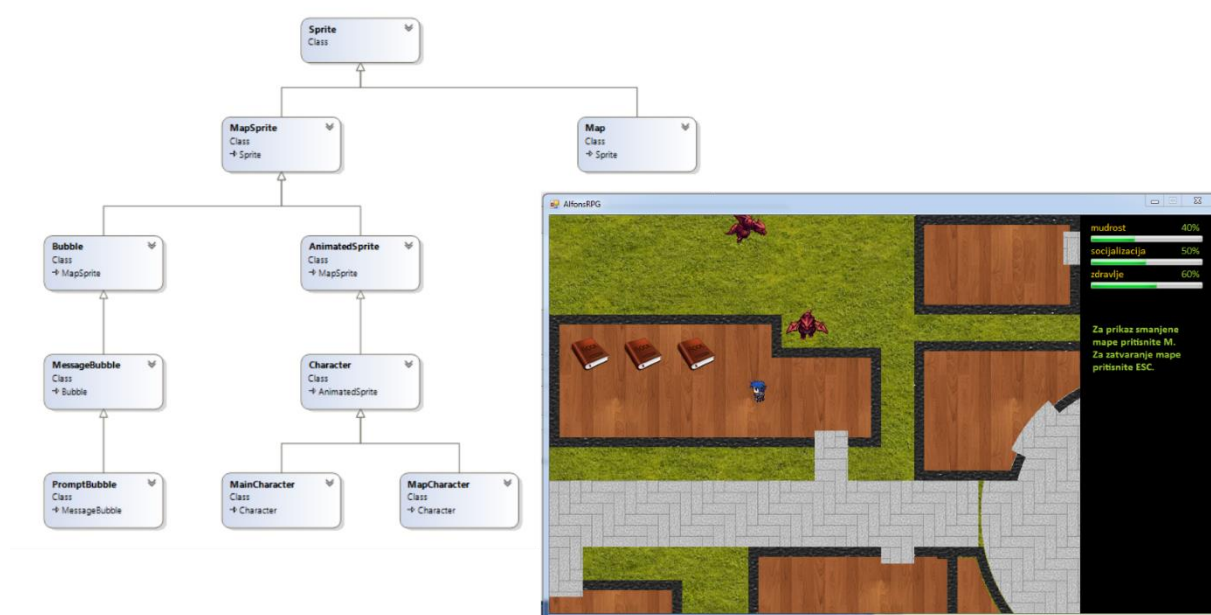 Sprite
Class
MapSprite
Class
Sprite
Map
Class
Sprite
Bubble
Class
MapSprite
AnimatedSprite
Class
MapSprite
MessageBubble
Class
Bubble
Character
Class
AnimatedSprite
PromptBubble
Class
MessageBubble
MainCharacter
Class
Character
MapCharacter
Class
Character
AlfonsRPG
mudrost 40%
socijalizacija 50%
zdravlje 60%
Za prikaz smanjene
mape pritisnite M.
Za zatvaranje mape
pritisnite ESC.